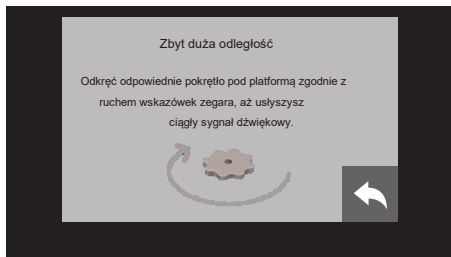 Zbyt duża odległość
Odkręć odpowiednie pokrętło pod platformą zgodnie z
ruchem wskazówek zegara, aż usłyszysz
ciągły sygnał dźwiękowy.